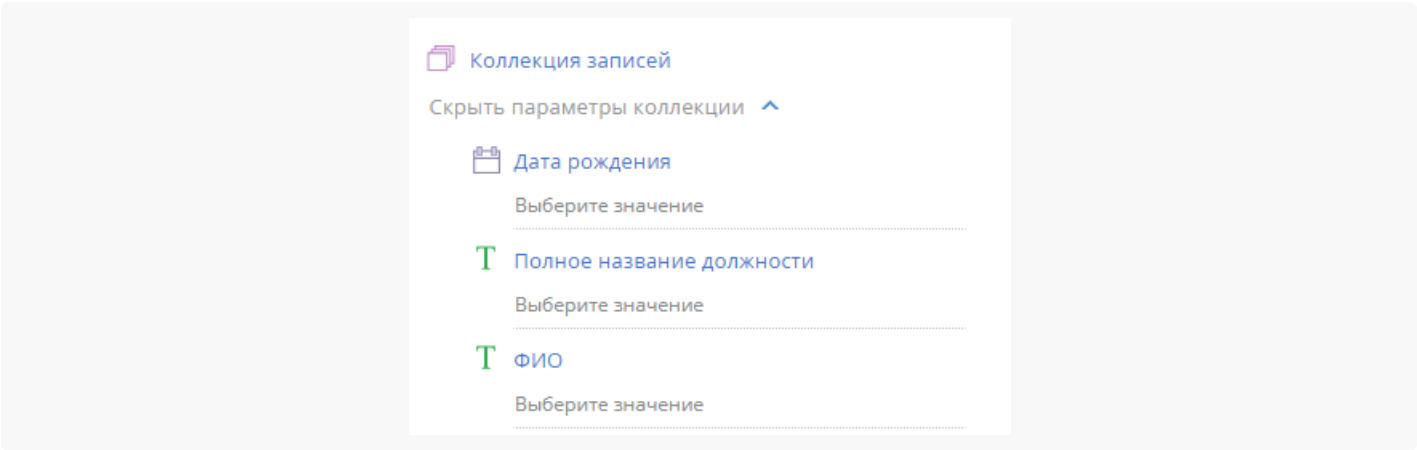 Коллекция записей
Скрыть параметры коллекции
Дата рождения
Выберите значение
Полное название должности
Выберите значение
ФИО
Выберите значение